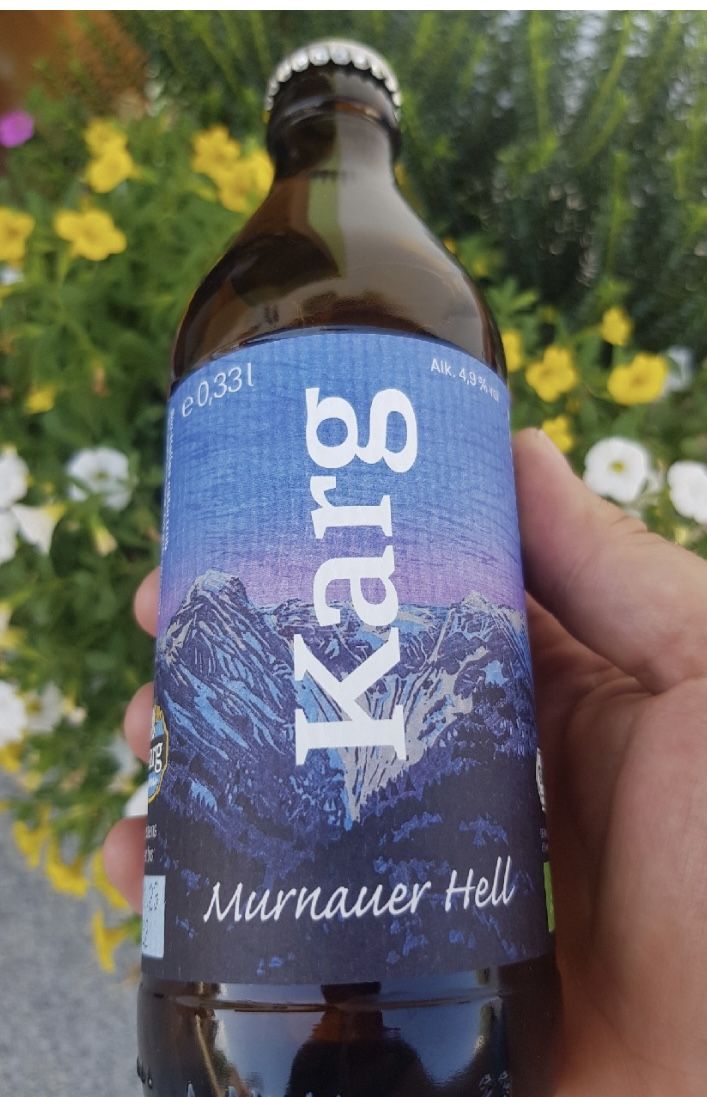 e 0,33 l
Alk. 4,9 % vol
Karg
Murnauer Hell